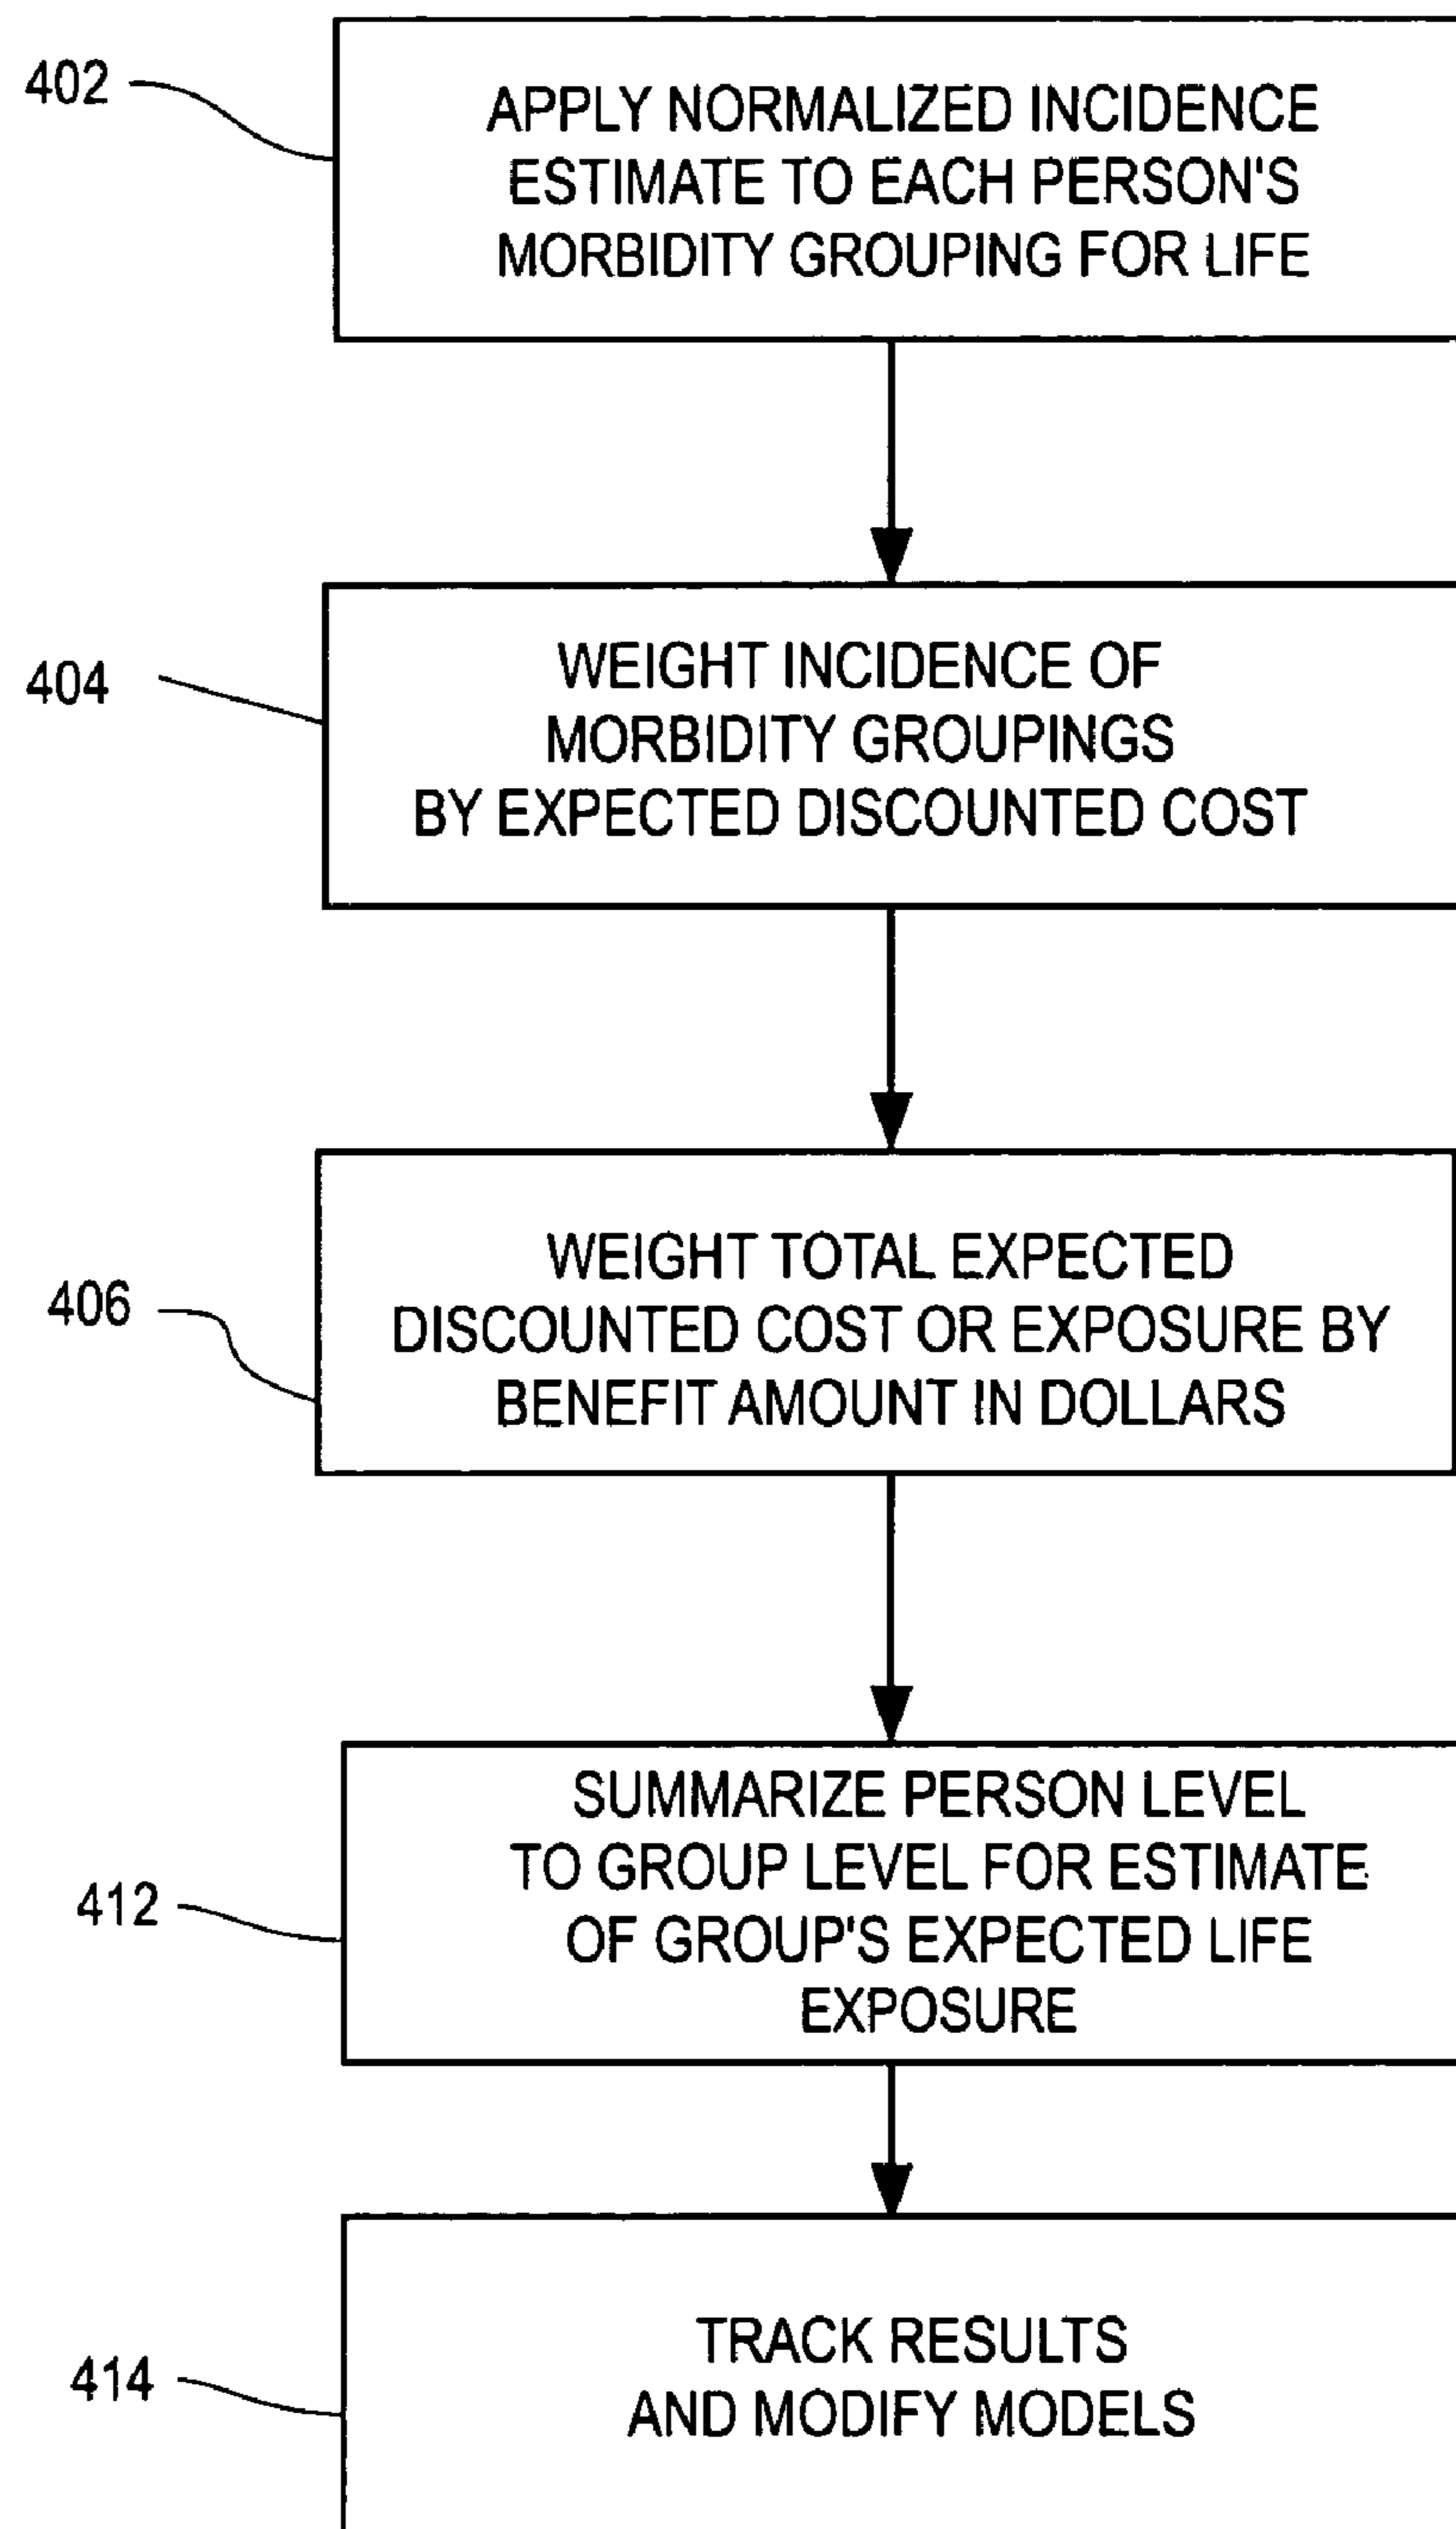 402
APPLY NORMALIZED INCIDENCE
ESTIMATE TO EACH PERSON'S
MORBIDITY GROUPING FOR LIFE
404
WEIGHT INCIDENCE OF
MORBIDITY GROUPINGS
BY EXPECTED DISCOUNTED COST
406
WEIGHT TOTAL EXPECTED
DISCOUNTED COST OR EXPOSURE BY
BENEFIT AMOUNT IN DOLLARS
412
SUMMARIZE PERSON LEVEL
TO GROUP LEVEL FOR ESTIMATE
OF GROUP'S EXPECTED LIFE
EXPOSURE
414
TRACK RESULTS
AND MODIFY MODELS